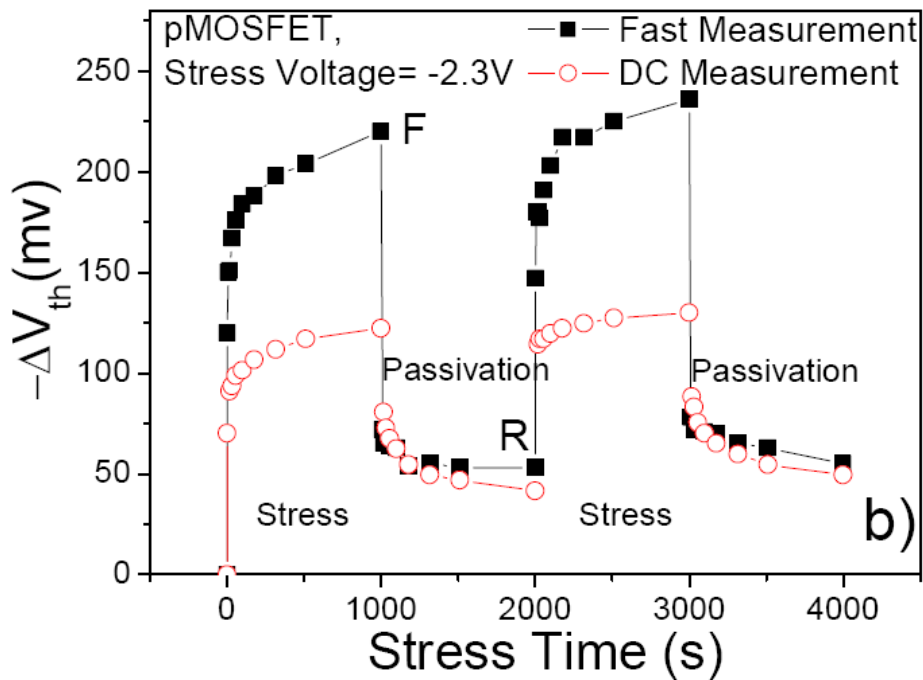 pMOSFET,
Stress Voltage= -2.3V
Fast Measurement
DC Measurement
250
200
150
100
50
0
−ΔVth(mv)
F
Passivation
R
Passivation
Stress
Stress
b)
0
1000
2000
3000
4000
Stress Time (s)